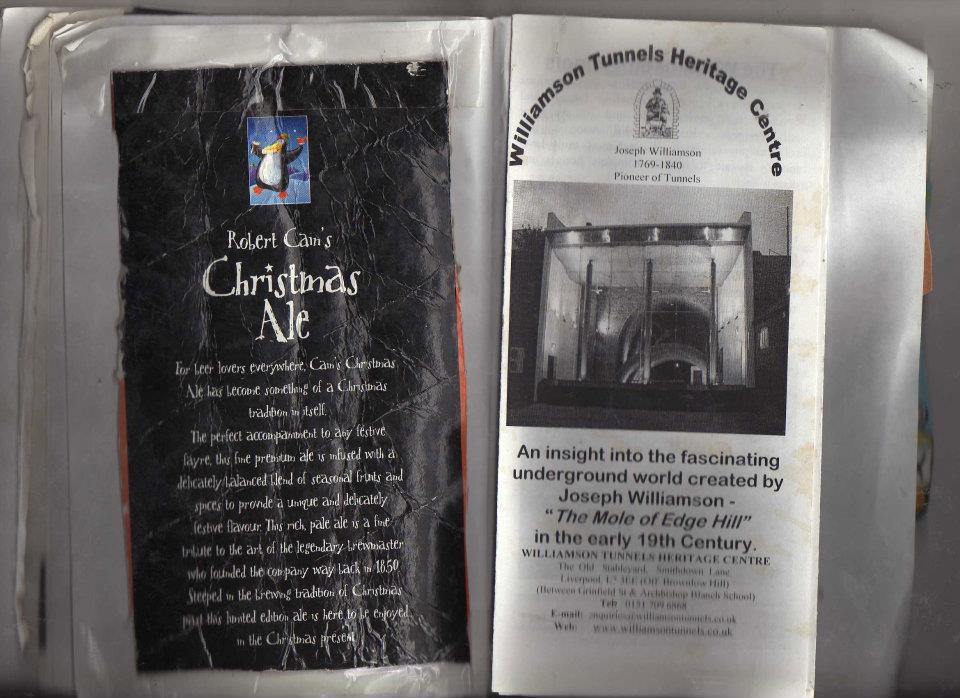 Robert Cain's
Christmas
Ale
For beer lovers everywhere, Cain's Christmas
Ale has become something of a Christmas
tradition in itself.
The perfect accompaniment to any festive
fayre, this fine premium ale is infused with a
delicately balanced blend of seasonal fruits and
spices to provide a unique and delicately
festive flavour. This rich, pale ale is a fine
tribute to the art of the legendary brewmaster
who founded the company way back in 1850.
Steeped in the brewing tradition of Christmas
past this limited edition ale is here to be enjoyed
in the Christmas present.
Williamson Tunnels Heritage Centre
Joseph Williamson
1769-1840
Pioneer of Tunnels
An insight into the fascinating
underground world created by
Joseph Williamson -
"The Mole of Edge Hill"
in the early 19th Century.
WILLIAMSON TUNNELS HERITAGE CENTRE
The Old Stableyard, Smithdown Lane
Liverpool, L7 3EE (Off Brownlow Hill)
(Between Grinfield St & Archbishop Blanch School)
Tel: 0151 709 6868
E-mail: enquiries@williamsontunnels.co.uk
Web: www.williamsontunnels.co.uk